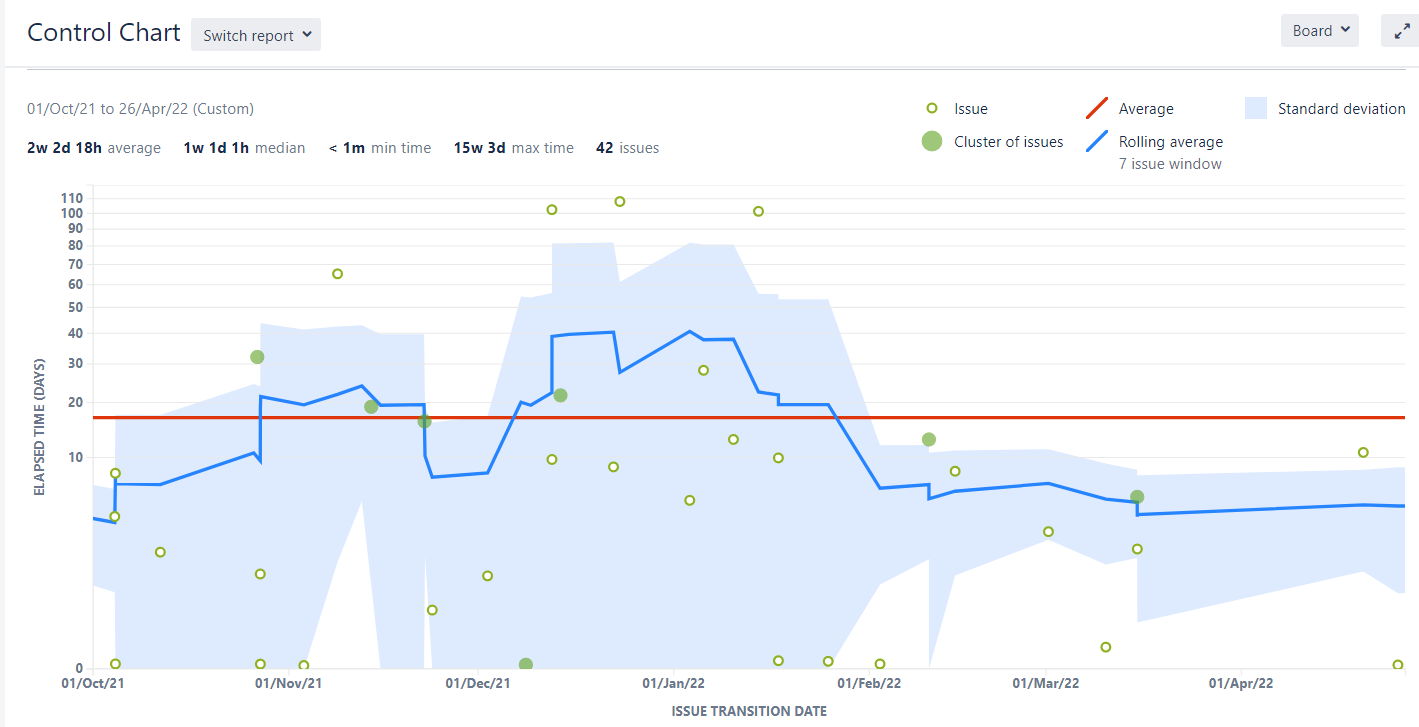 Control Chart
Switch report
Board
01/Oct/21 to 26/Apr/22 (Custom)
Issue
Average
Standard deviation
Cluster of issues
Rolling average
7 issue window
2w 2d 18h average 1w 1d 1h median < 1m min time 15w 3d max time 42 issues
110
100
90
80
70
60
50
40
30
20
10
0
ELAPSED TIME (DAYS)
01/Oct/21 01/Nov/21 01/Dec/21 01/Jan/22 01/Feb/22 01/Mar/22 01/Apr/22
ISSUE TRANSITION DATE